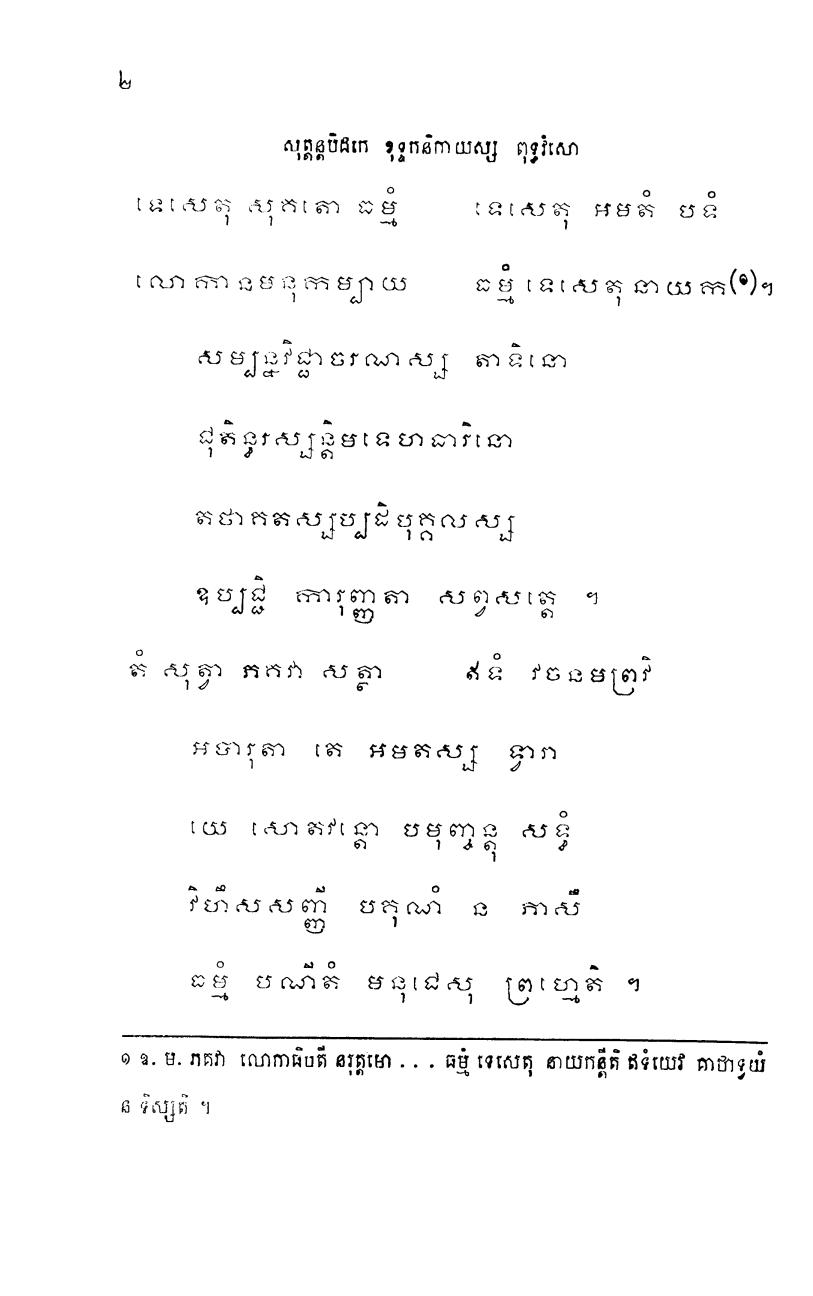 ២
សុត្តន្តបិដកេ ខុទ្ទកនិកាយស្ស ពុទ្ធវំសោ
ទេសេតុ សុគតោ ធម្មំ ទេសេតុ អមតំ បទំ
លោកានមនុកម្បាយ ធម្មំ ទេសេតុ នាយក(១)។
សម្បន្នវិជ្ជាចរណស្ស តាទិនោ
ជុតិន្ធរស្សន្តិមទេហធារិនោ
តថាគតស្សប្បដិបុគ្គលស្ស
ឧប្បជ្ជិ ការុញ្ញតា សព្វសត្តេ ។
តំ សុត្វា ភគវា សត្ថា ឥទំ វចនមព្រវិ
អបារុតា តេ អមតស្ស ទ្វារា
យេ សោតវន្តោ បមុញ្ចន្តុ សទ្ធំ
វិហឹសសញ្ញី បគុណំ ន ភាសឹ
ធម្មំ បណីតំ មនុជេសុ ព្រហ្មេតិ ។
១ ឧ. ម. ភគវា លោកាធិបតី នរុត្តមោ . . . ធម្មំ ទេសេតុ នាយកន្តីតិ ឥទំយេវ គាថាទ្វយំ
ន ទិស្សតិ ។